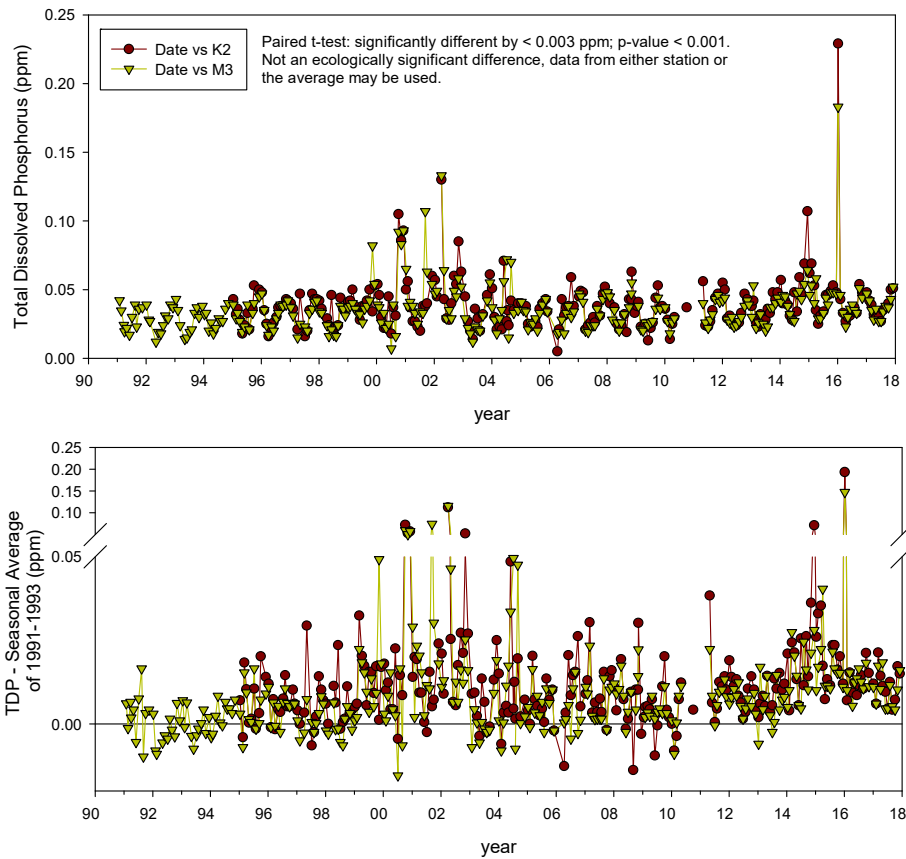 0.25
0.20
0.15
0.10
0.05
0.00
Total Dissolved Phosphorus (ppm)
Date vs K2
Date vs M3
Paired t-test: significantly different by < 0.003 ppm; p-value < 0.001.
Not an ecologically significant difference, data from either station or
the average may be used.
90 92 94 96 98 00 02 04 06 08 10 12 14 16 18
year
0.25
0.20
0.15
0.10
0.05
0.00
TDP - Seasonal Average
of 1991-1993 (ppm)
90 92 94 96 98 00 02 04 06 08 10 12 14 16 18
year